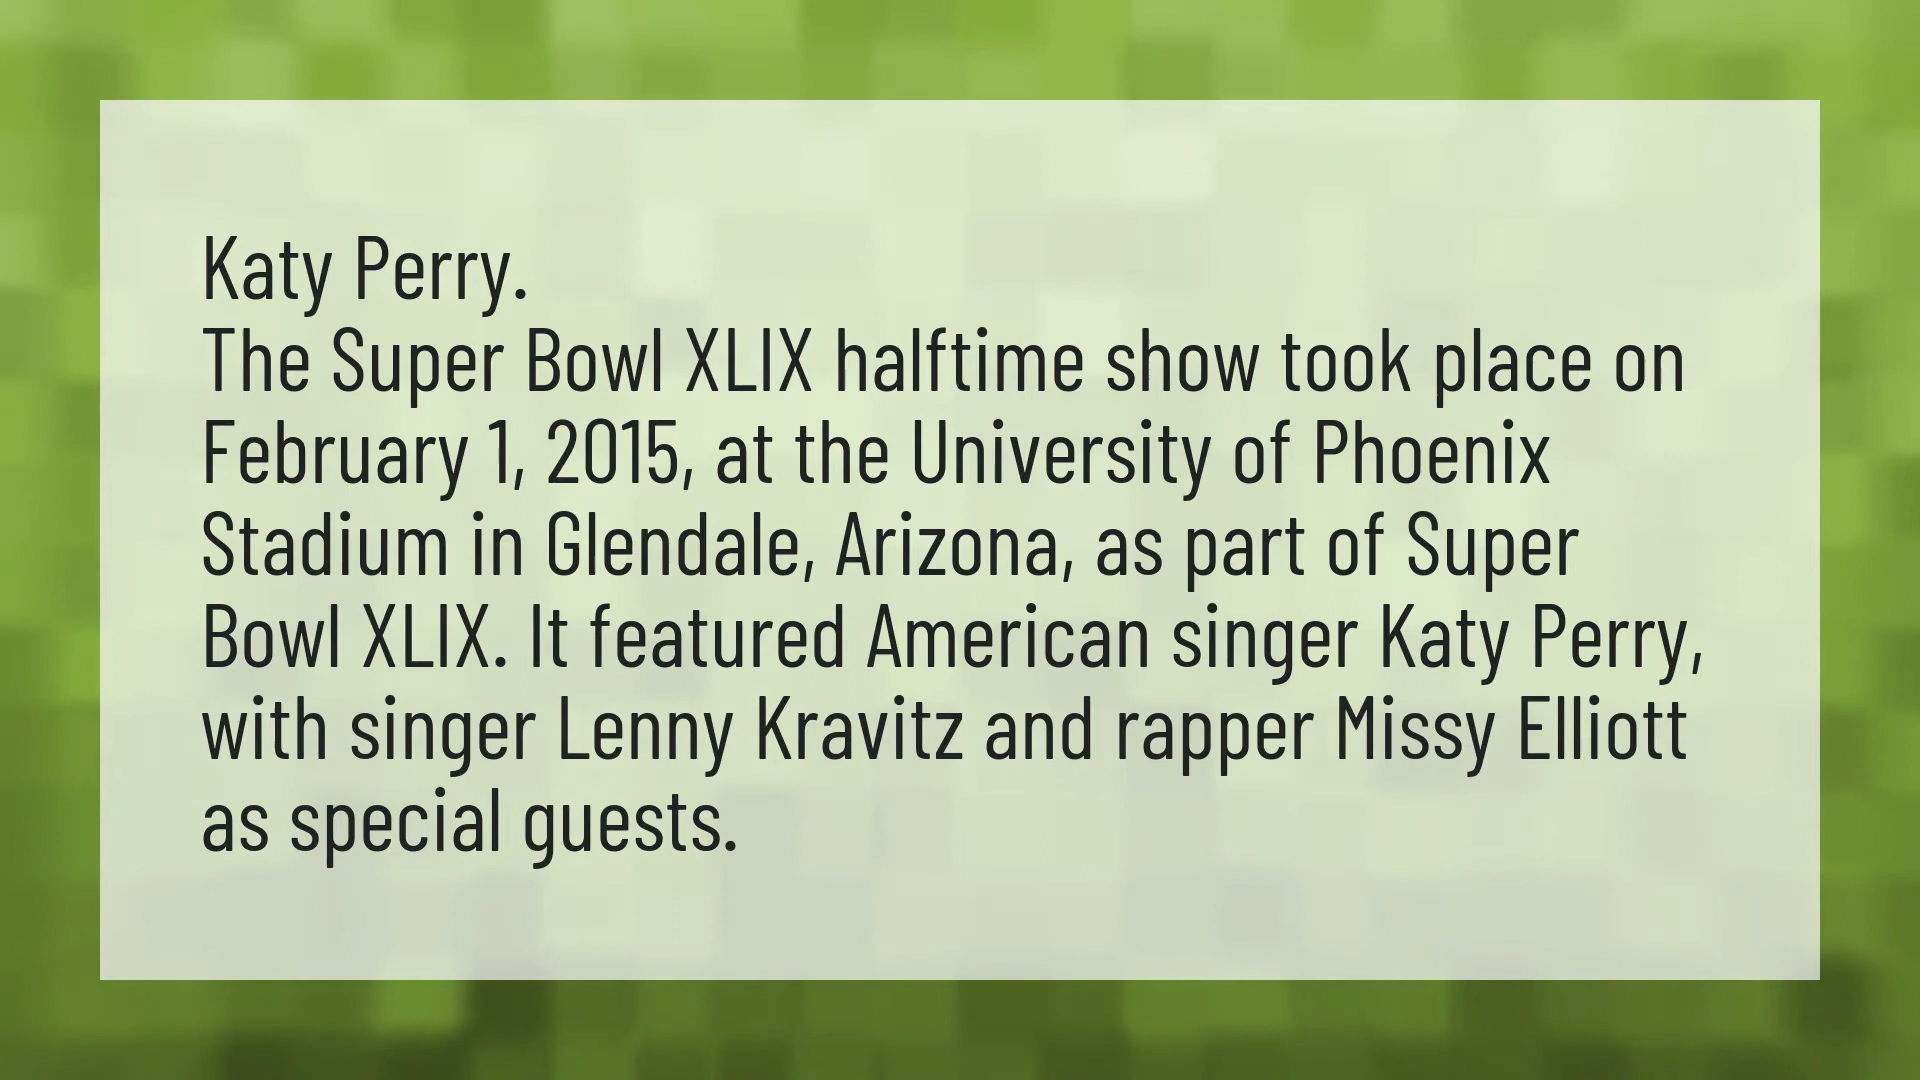 Katy Perry.
The Super Bowl XLIX halftime show took place on
February 1, 2015, at the University of Phoenix
Stadium in Glendale, Arizona, as part of Super
Bowl XLIX. It featured American singer Katy Perry,
with singer Lenny Kravitz and rapper Missy Elliott
as special guests.